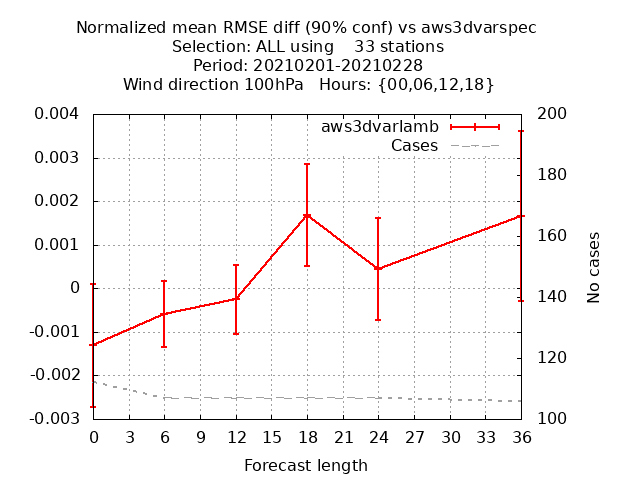 Normalized mean RMSE diff (90% conf) vs aws3dvarspec
Selection: ALL using    33 stations
Period: 20210201-20210228
Wind direction 100hPa   Hours: {00,06,12,18}
aws3dvarlamb
Cases
0.004
0.003
0.002
0.001
0
-0.001
-0.002
-0.003
200
180
160
140
120
100
No cases
0 3 6 9 12 15 18 21 24 27 30 33 36
Forecast length